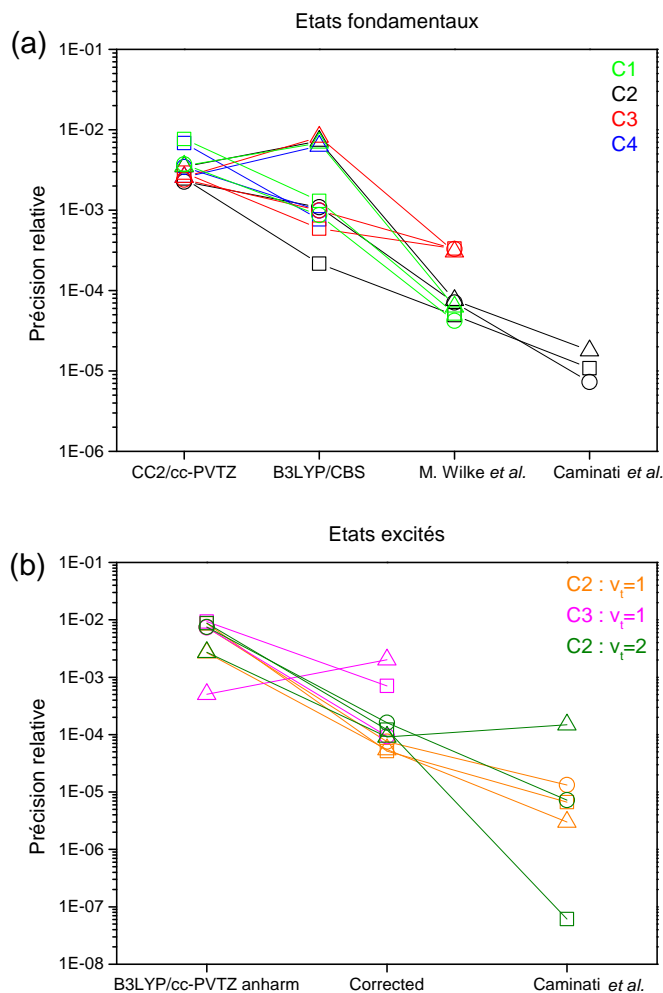 Etats fondamentaux
(a)
1E-01
C1
C2
1E-02
C3
C4
1E-03
Précision relative
1E-04
1E-05
1E-06
CC2/cc-PVTZ B3LYP/CBS M. Wilke et al. Caminati et al.
Etats excités
(b)
1E-01
C2 : vt=1
1E-02
C3 : vt=1
C2 : vt=2
1E-03
1E-04
Précision relative
1E-05
1E-06
1E-07
1E-08
B3LYP/cc-PVTZ anharm Corrected Caminati et al.